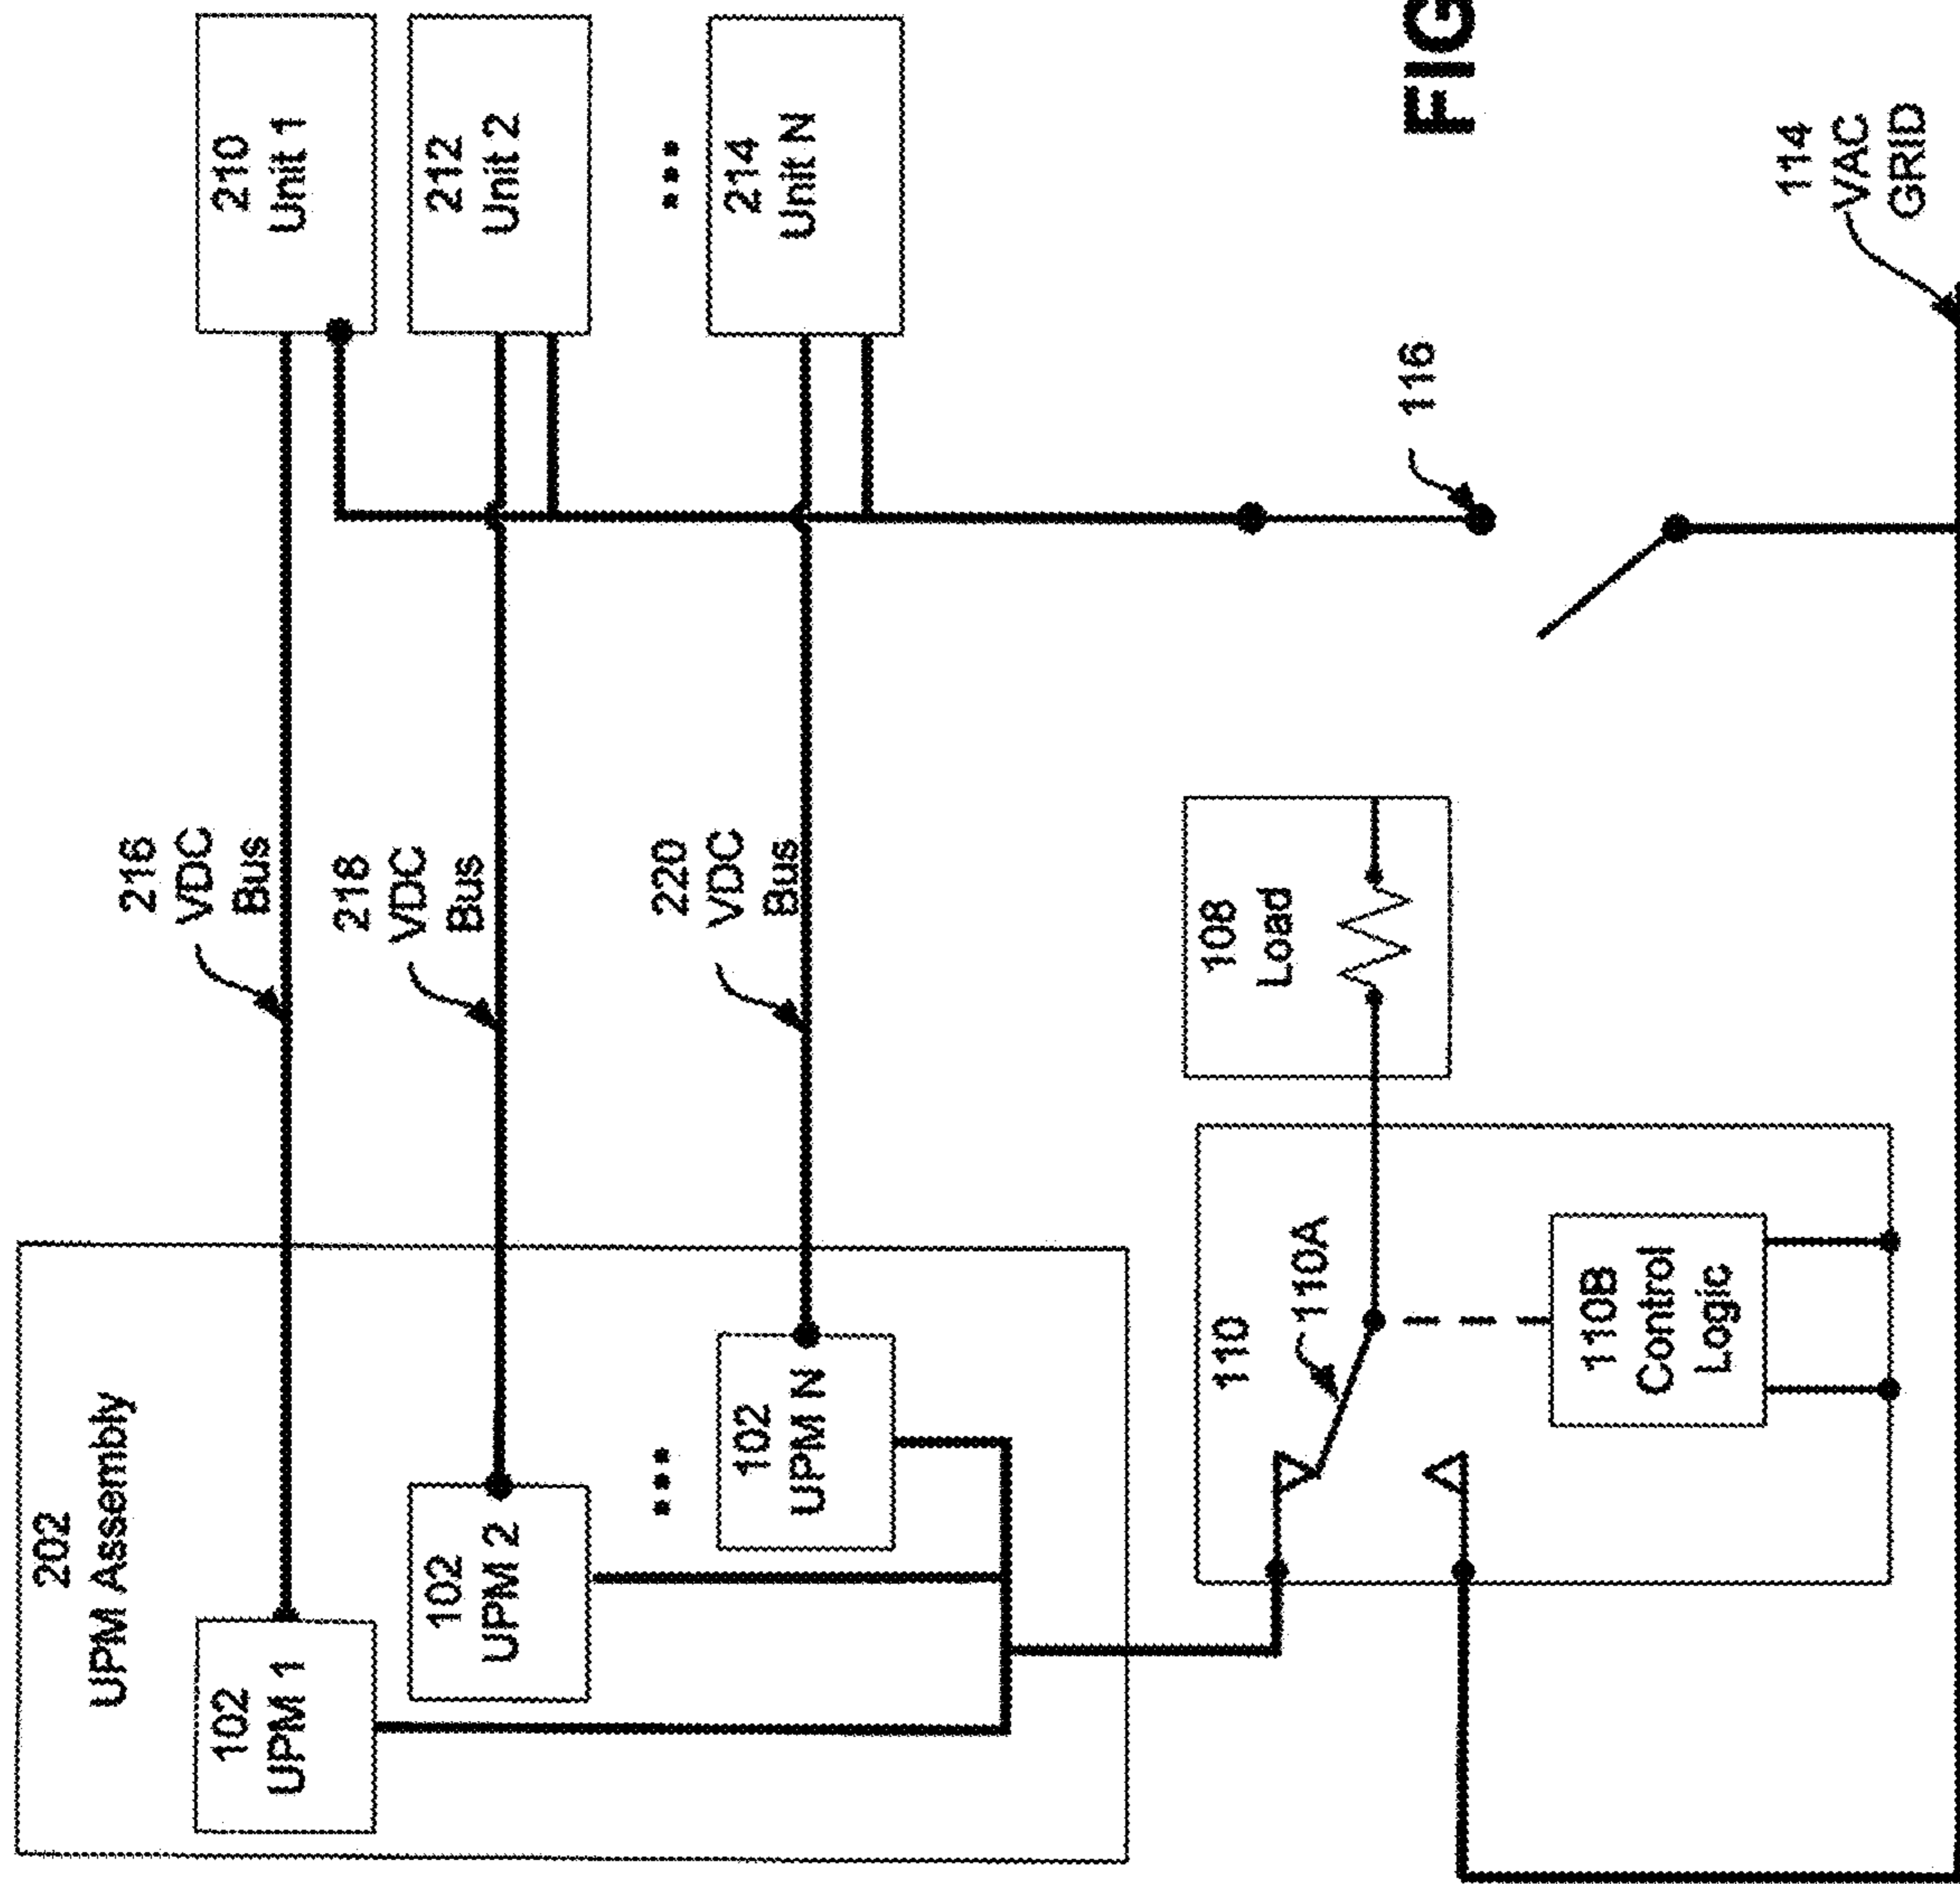 202
UPM Assembly
102
UPM 1
102
UPM 2
...
102
UPM N
216
VDC
Bus
218
VDC
Bus
220
VDC
Bus
210
Unit 1
212
Unit 2
...
214
Unit N
110
110A
110B
Control
Logic
108
Load
116
114
VAC
GRID
FIG